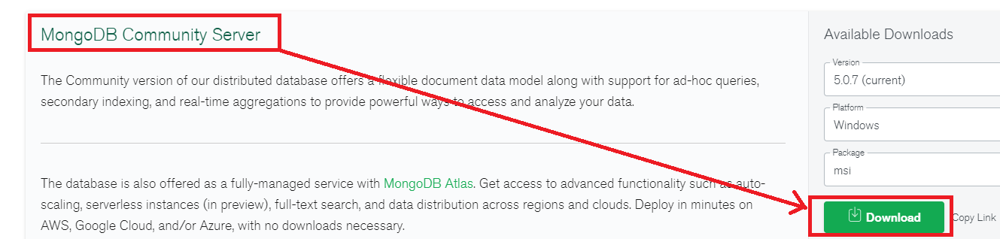 MongoDB Community Server
The Community version of our distributed database offers a flexible document data model along with support for ad-hoc queries,
secondary indexing, and real-time aggregations to provide powerful ways to access and analyze your data.
The database is also offered as a fully-managed service with MongoDB Atlas. Get access to advanced functionality such as auto-
scaling, serverless instances (in preview), full-text search, and data distribution across regions and clouds. Deploy in minutes on
AWS, Google Cloud, and/or Azure, with no downloads necessary.
Available Downloads
Version
5.0.7 (current)
Platform
Windows
Package
msi
Download
Copy Link